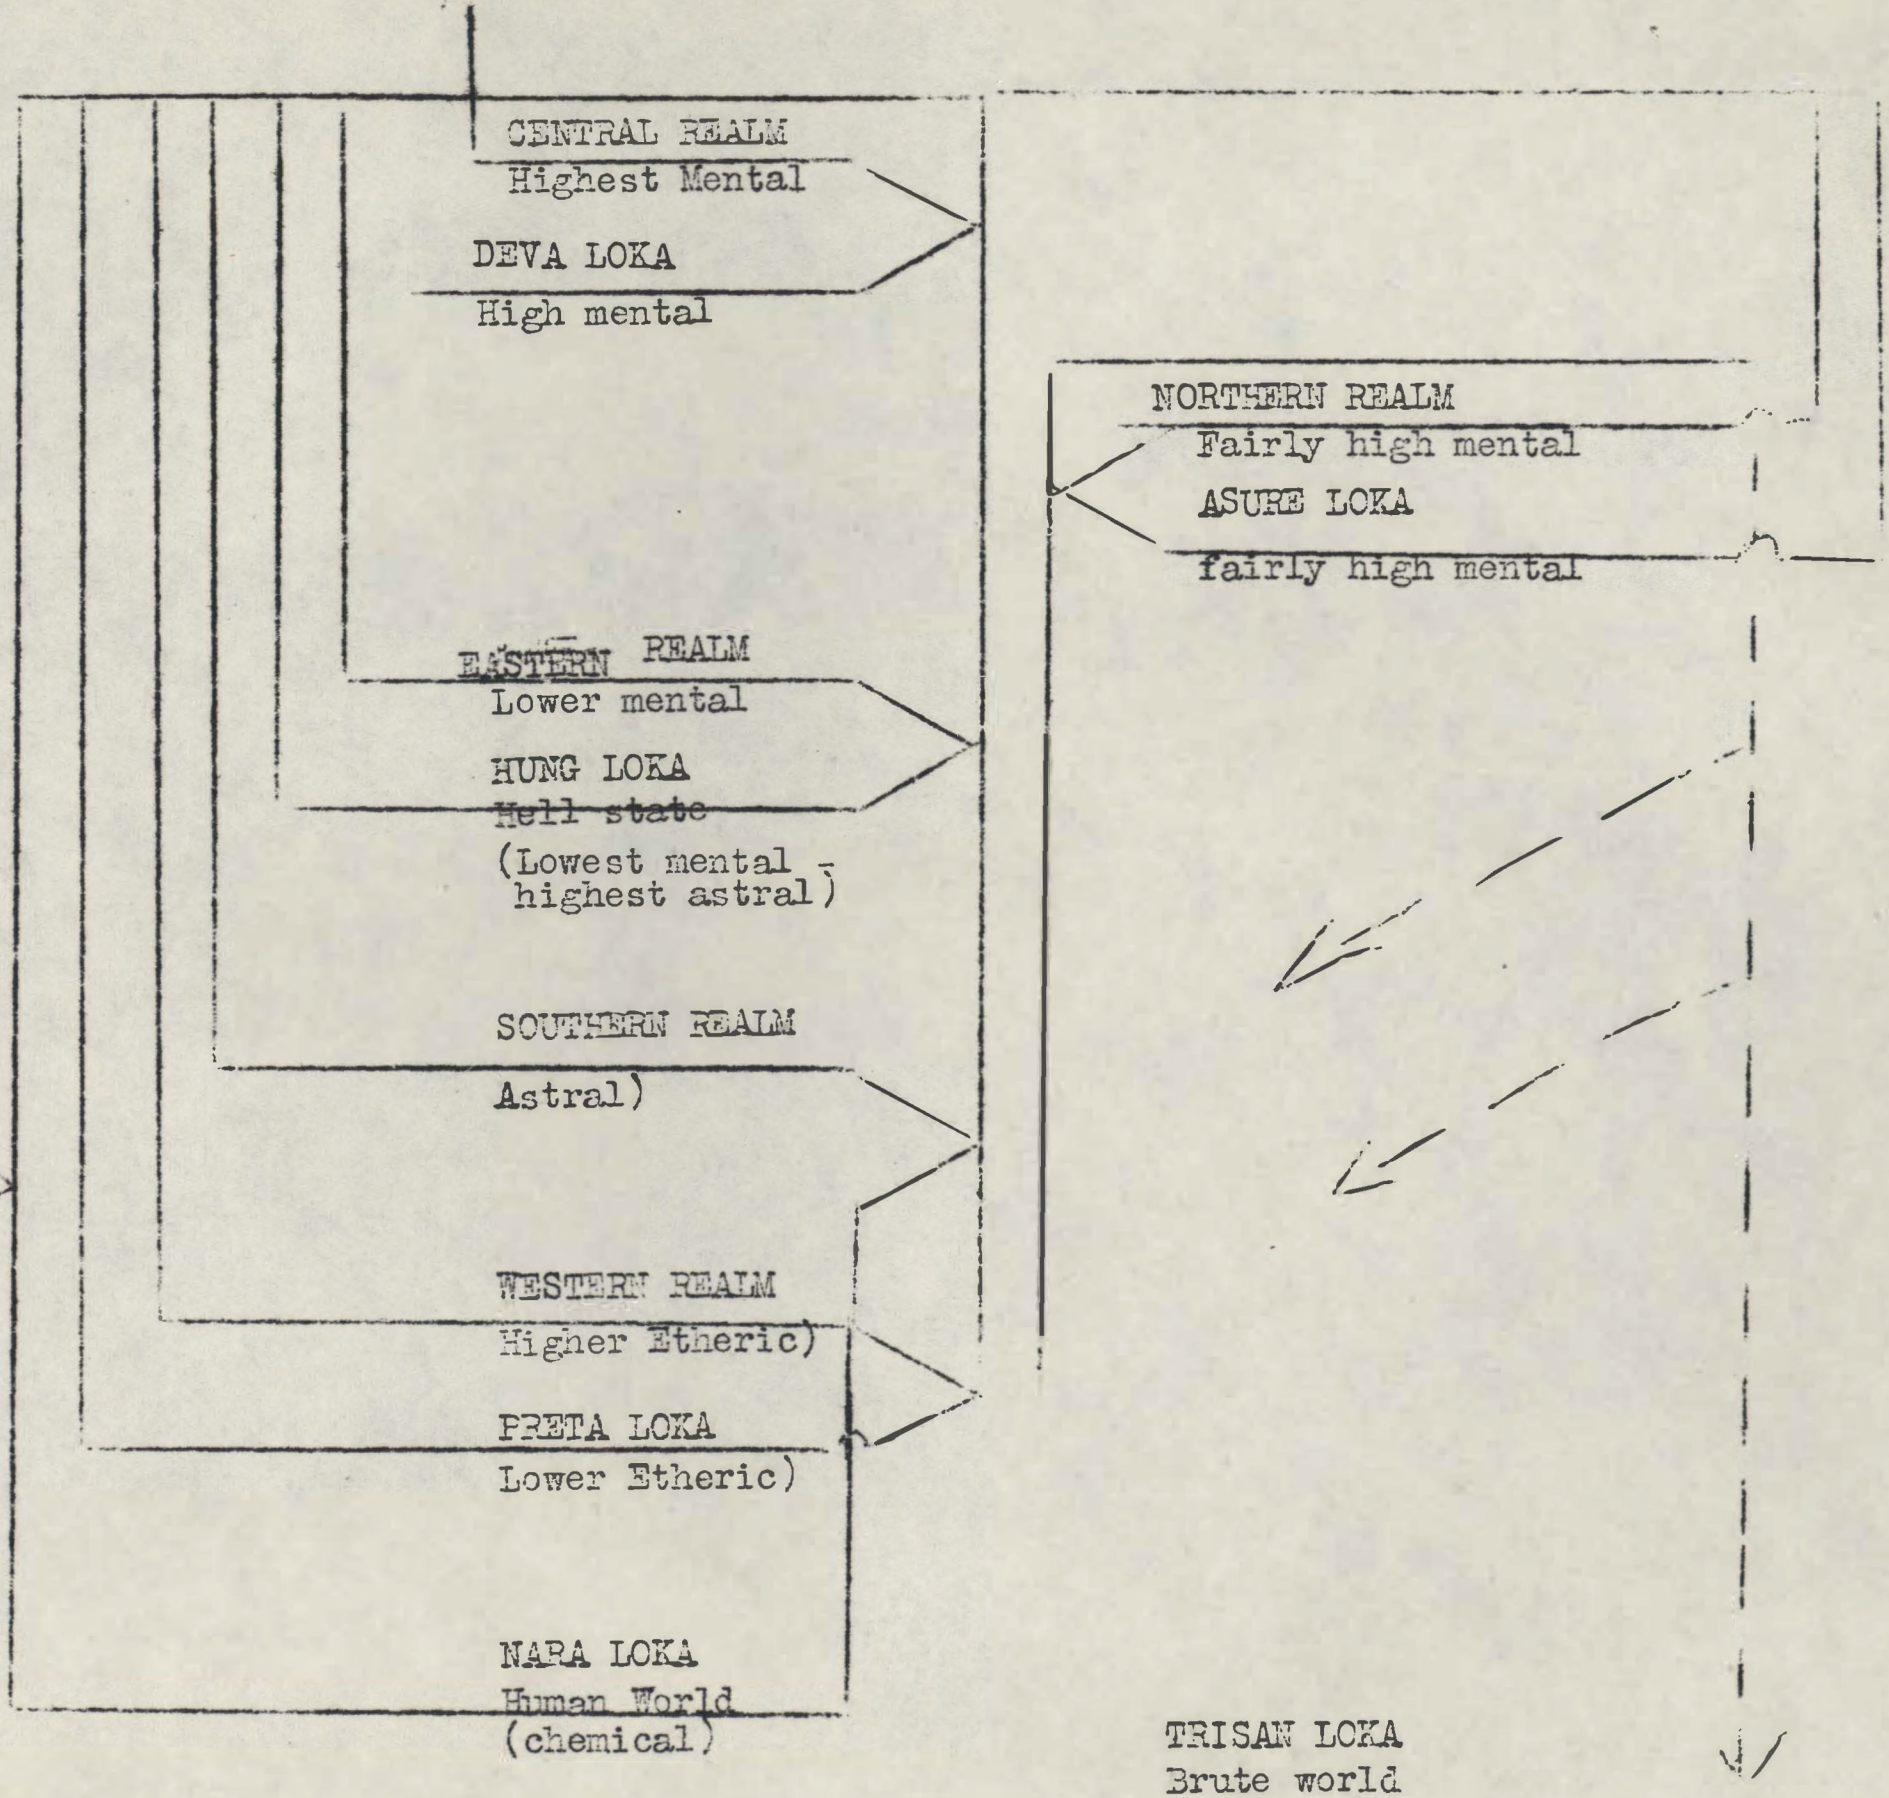 CENTRAL REALM
Highest Mental
DEVA LOKA
High mental
NORTHERN REALM
Fairly high mental
ASURE LOKA
fairly high mental
EASTERN REALM
Lower mental
HUNG LOKA
Hell state
(Lowest mental -
highest astral)
SOUTHERN REALM
Astral)
WESTERN REALM
Higher Etheric)
PRETA LOKA
Lower Etheric)
NARA LOKA
Human World
(chemical)
TRISAN LOKA
Brute world